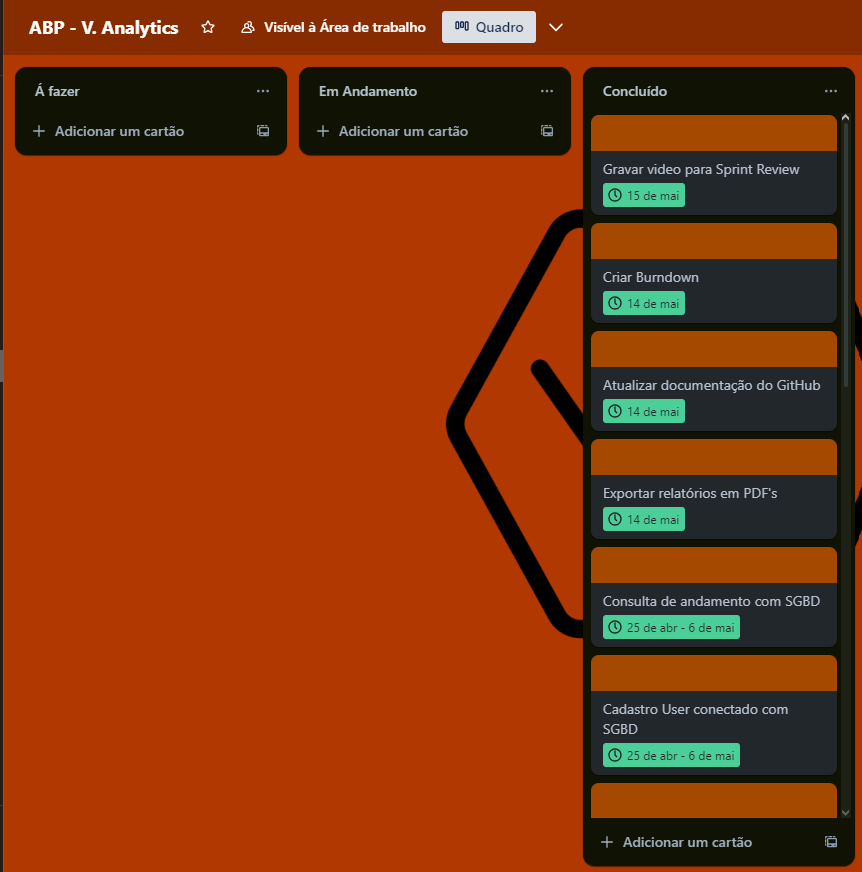 ABP - V. Analytics
Visível à Área de trabalho
Quadro
Á fazer
Adicionar um cartão
Em Andamento
Adicionar um cartão
Concluído
Gravar video para Sprint Review
15 de mai
Criar Burndown
14 de mai
Atualizar documentação do GitHub
14 de mai
Exportar relatórios em PDF's
14 de mai
Consulta de andamento com SGBD
25 de abr - 6 de mai
Cadastro User conectado com
SGBD
25 de abr - 6 de mai
Adicionar um cartão